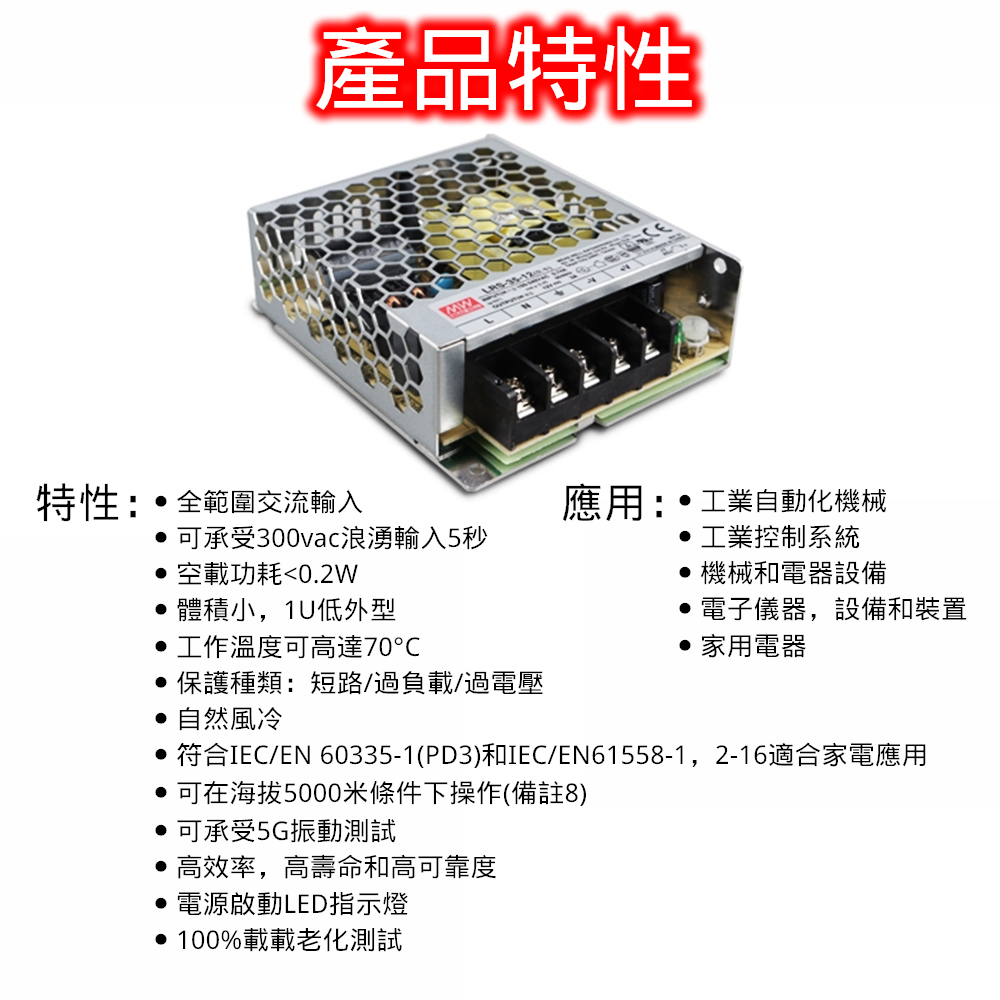 產品特性
LRS-35-12
MW
L N +V
特性：
• 全範圍交流輸入
• 可承受300vac浪湧輸入5秒
• 空載功耗<0.2W
• 體積小，1U低外型
• 工作溫度可高達70°C
• 保護種類：短路/過負載/過電壓
• 自然風冷
• 符合IEC/EN 60335-1(PD3)和IEC/EN61558-1，2-16適合家電應用
• 可在海拔5000米條件下操作(備註8)
• 可承受5G振動測試
• 高效率，高壽命和高可靠度
• 電源啟動LED指示燈
• 100%載載老化測試
應用：
• 工業自動化機械
• 工業控制系統
• 機械和電器設備
• 電子儀器，設備和裝置
• 家用電器